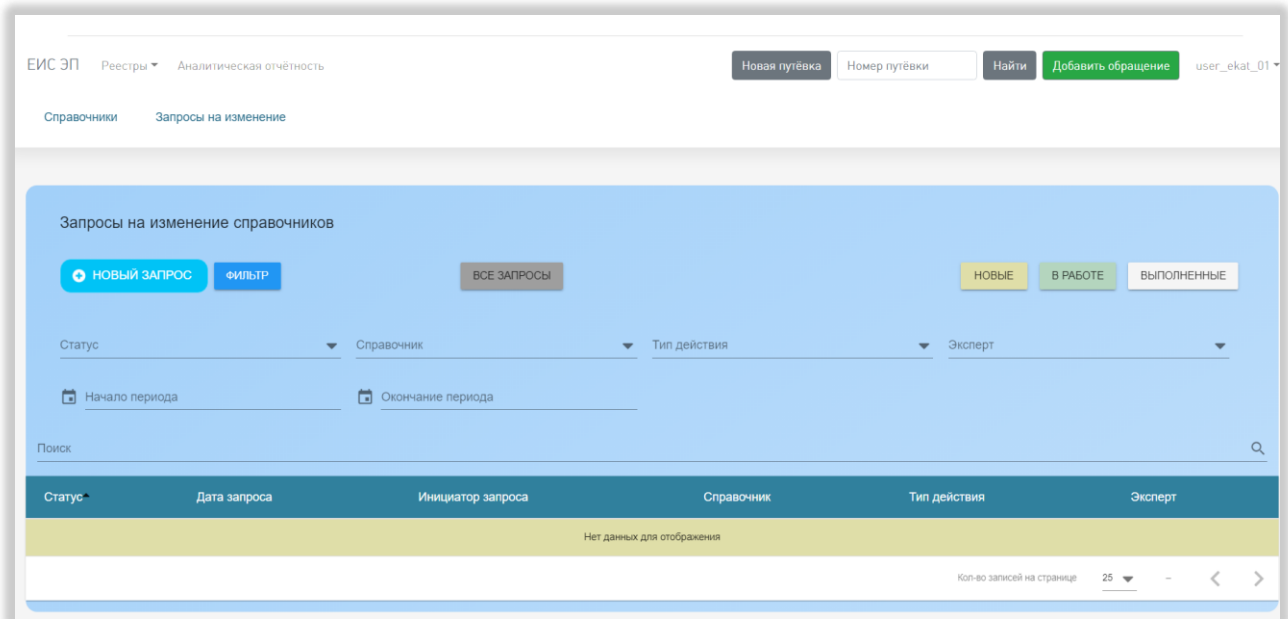 ЕИС ЭП Реестры Аналитическая отчётность Новая путёвка Номер путёвки Найти Добавить обращение user_ekat_01
Справочники Запросы на изменение
Запросы на изменение справочников
НОВЫЙ ЗАПРОС ФИЛЬТР ВСЕ ЗАПРОСЫ НОВЫЕ В РАБОТЕ ВЫПОЛНЕННЫЕ
Статус Справочник Тип действия Эксперт
Начало периода Окончание периода
Поиск
Статус Дата запроса Инициатор запроса Справочник Тип действия Эксперт
Нет данных для отображения
Кол-во записей на странице 25 –